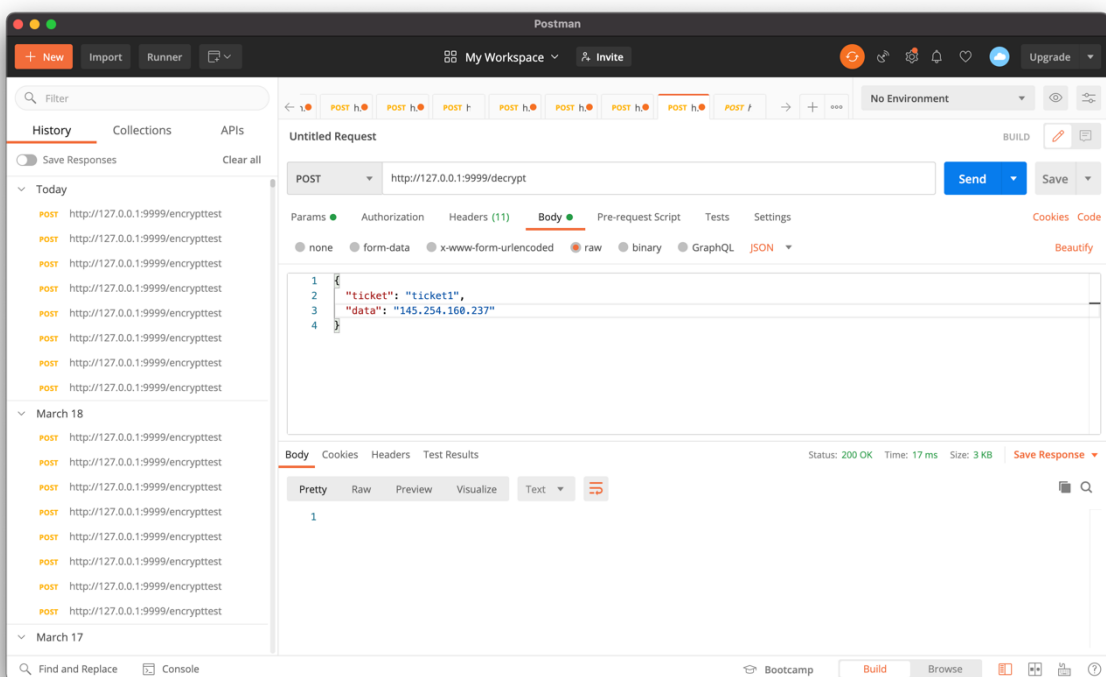 Postman
+ New Import Runner My Workspace Invite Upgrade
Filter
History Collections APIs
Save Responses Clear all
Today
POST http://127.0.0.1:9999/encrypttest
POST http://127.0.0.1:9999/encrypttest
POST http://127.0.0.1:9999/encrypttest
POST http://127.0.0.1:9999/encrypttest
POST http://127.0.0.1:9999/encrypttest
POST http://127.0.0.1:9999/encrypttest
POST http://127.0.0.1:9999/encrypttest
POST http://127.0.0.1:9999/encrypttest
March 18
POST http://127.0.0.1:9999/encrypttest
POST http://127.0.0.1:9999/encrypttest
POST http://127.0.0.1:9999/encrypttest
POST http://127.0.0.1:9999/encrypttest
POST http://127.0.0.1:9999/encrypttest
POST http://127.0.0.1:9999/encrypttest
POST http://127.0.0.1:9999/encrypttest
POST http://127.0.0.1:9999/encrypttest
March 17
POST h. POST h. POST h POST h. POST h. POST h. POST h. POST No Environment
Untitled Request BUILD
POST http://127.0.0.1:9999/decrypt Send Save
Params Authorization Headers (11) Body Pre-request Script Tests Settings Cookies Code
none form-data x-www-form-urlencoded raw binary GraphQL JSON Beautify
1 {
2 "ticket": "ticket1",
3 "data": "145.254.160.237"
4 }
Body Cookies Headers Test Results Status: 200 OK Time: 17 ms Size: 3 KB Save Response
Pretty Raw Preview Visualize Text
1
Find and Replace Console Bootcamp Build Browse